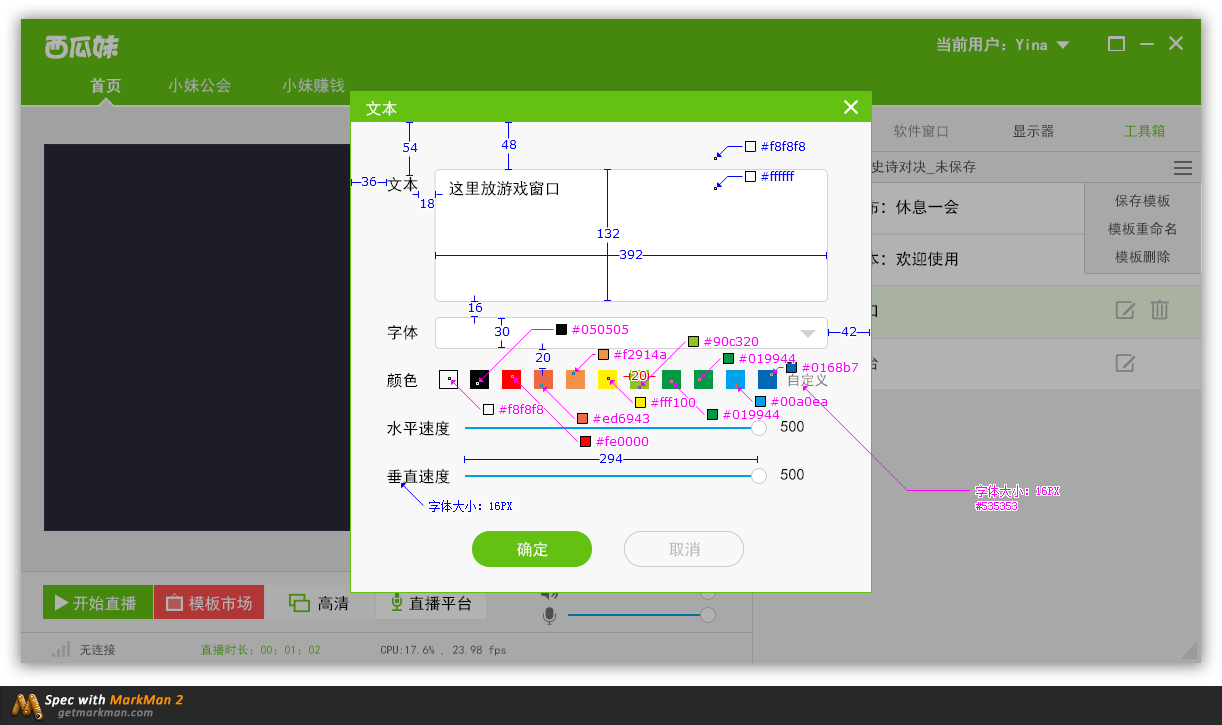 西瓜妹
当前用户：Yina
首页
小妹公会
小妹赚钱
文本
软件窗口
显示器
工具箱
史诗对决_未保存
保存模板
模板重命名
模板删除
休息一会
欢迎使用
54
48
#f8f8f8
#ffffff
36
文本
18
这里放游戏窗口
132
392
16
字体
30
42
#050505
#90c320
20
#f2914a
#019944
#0168b7
颜色
20
自定义
#f8f8f8
#fff100
#00a0ea
#ed6943
#019944
#fe0000
水平速度
500
294
垂直速度
500
字体大小：16PX
字体大小：16PX
#535353
确定
取消
开始直播
模板市场
高清
直播平台
无连接
直播时长：00：01：02
CPU:17.6% , 23.98 fps
Spec with MarkMan 2
getmarkman.com